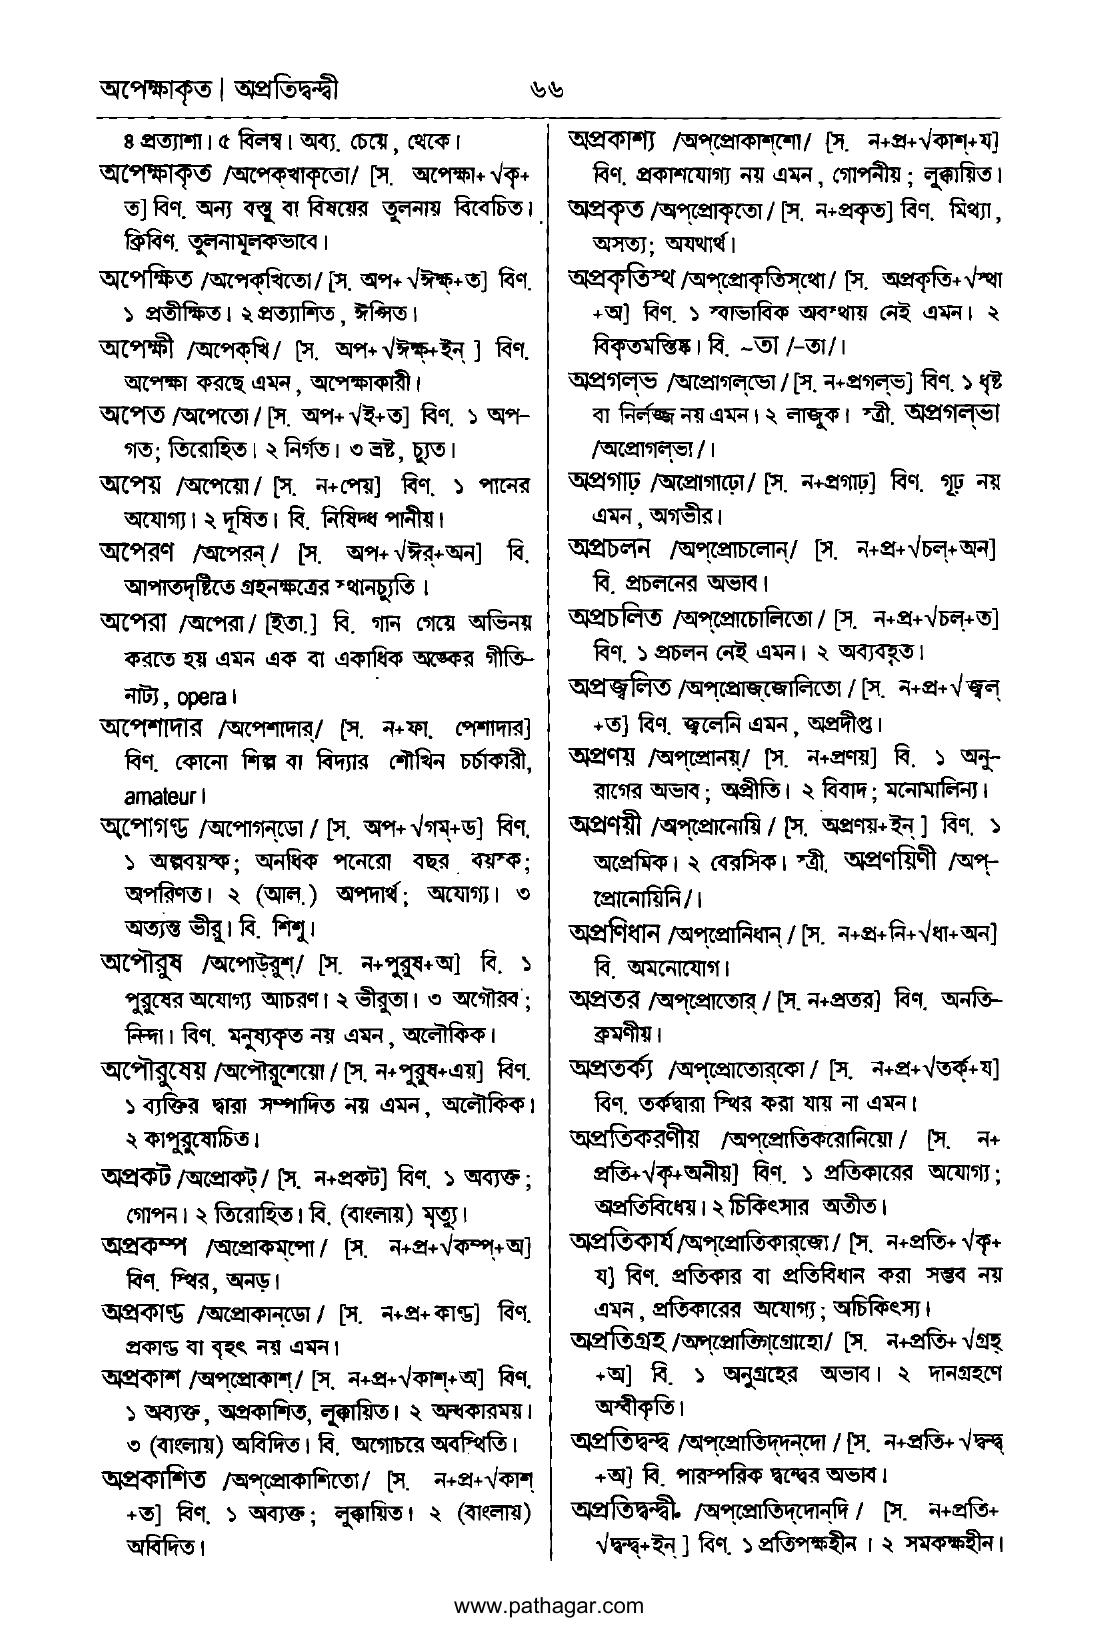 অপেক্ষাকৃত | অপ্রতিদ্বন্দ্বী
৬৬
৪ প্রত্যাশা। ৫ বিলম্ব। অব্য. চেয়ে, থেকে।
অপেক্ষাকৃত /অপেক্‌খাকৃতো/ [স. অপেক্ষা+√কৃ+
ত] বিণ. অন্য বস্তু বা বিষয়ের তুলনায় বিবেচিত।
ক্রিবিণ. তুলনামূলকভাবে।
অপেক্ষিত /অপেক্‌খিতো/ [স. অপ+√ঈক্ষ্‌+ত] বিণ.
১ প্রতীক্ষিত। ২ প্রত্যাশিত, ঈপ্সিত।
অপেক্ষী /অপেক্‌খি/ [স. অপ+√ঈক্ষ্‌+ইন্‌] বিণ.
অপেক্ষা করছে এমন, অপেক্ষাকারী।
অপেত /অপেতো/ [স. অপ+√ই+ত] বিণ. ১ অপ-
গত; তিরোহিত। ২ নির্গত। ৩ ভ্রষ্ট, চ্যুত।
অপেয় /অপেয়ো/ [স. ন+পেয়] বিণ. ১ পানের
অযোগ্য। ২ দূষিত। বি. নিষিদ্ধ পানীয়।
অপেরণ /অপেরন্‌/ [স. অপ+√ঈর্‌+অন] বি.
আপাতদৃষ্টিতে গ্রহনক্ষত্রের স্থানচ্যুতি।
অপেরা /অপেরা/ [ইতা.] বি. গান গেয়ে অভিনয়
করতে হয় এমন এক বা একাধিক অঙ্কের গীতি-
নাট্য, opera।
অপেশাদার /অপেশাদার্‌/ [স. ন+ফা. পেশাদার]
বিণ. কোনো শিল্প বা বিদ্যার শৌখিন চর্চাকারী,
amateur।
অপোগণ্ড /অপোগন্‌ডো/ [স. অপ+√গম্‌+ড] বিণ.
১ অল্পবয়স্ক; অনধিক পনেরো বছর বয়স্ক;
অপরিণত। ২ (আল.) অপদার্থ; অযোগ্য। ৩
অত্যন্ত ভীরু। বি. শিশু।
অপৌরুষ /অপোউ্‌রুশ্‌/ [স. ন+পুরুষ+অ] বি. ১
পুরুষের অযোগ্য আচরণ। ২ ভীরুতা। ৩ অগৌরব;
নিন্দা। বিণ. মনুষ্যকৃত নয় এমন, অলৌকিক।
অপৌরুষেয় /অপৌরুশেয়ো/ [স. ন+পুরুষ+এয়] বিণ.
১ ব্যক্তির দ্বারা সম্পাদিত নয় এমন, অলৌকিক।
২ কাপুরুষোচিত।
অপ্রকট /অপ্রোকট্‌/ [স. ন+প্রকট] বিণ. ১ অব্যক্ত;
গোপন। ২ তিরোহিত। বি. (বাংলায়) মৃত্যু।
অপ্রকম্প /অপ্রোকম্‌পো/ [স. ন+প্র+√কম্প্‌+অ]
বিণ. স্থির, অনড়।
অপ্রকাণ্ড /অপ্রোকান্‌ডো/ [স. ন+প্র+কাণ্ড] বিণ.
প্রকাণ্ড বা বৃহৎ নয় এমন।
অপ্রকাশ /অপ্‌প্রোকাশ্‌/ [স. ন+প্র+√কাশ্‌+অ] বিণ.
১ অব্যক্ত, অপ্রকাশিত, লুক্কায়িত। ২ অন্ধকারময়।
৩ (বাংলায়) অবিদিত। বি. অগোচরে অবস্থিতি।
অপ্রকাশিত /অপ্‌প্রোকাশিতো/ [স. ন+প্র+√কাশ্‌
+ত] বিণ. ১ অব্যক্ত; লুক্কায়িত। ২ (বাংলায়)
অবিদিত।
অপ্রকাশ্য /অপ্‌প্রোকাশ্‌শো/ [স. ন+প্র+√কাশ্‌+য]
বিণ. প্রকাশযোগ্য নয় এমন, গোপনীয়; লুক্কায়িত।
অপ্রকৃত /অপ্‌প্রোকৃতো/ [স. ন+প্রকৃত] বিণ. মিথ্যা,
অসত্য; অযথার্থ।
অপ্রকৃতিস্থ /অপ্‌প্রোকৃতিস্‌থো/ [স. অপ্রকৃতি+√স্থা
+অ] বিণ. ১ স্বাভাবিক অবস্থায় নেই এমন। ২
বিকৃতমস্তিষ্ক। বি. ~তা /-তা/।
অপ্রগল্‌ভ /অপ্রোগল্‌ভো/ [স. ন+প্রগল্‌ভ] বিণ. ১ ধৃষ্ট
বা নির্লজ্জ নয় এমন। ২ লাজুক। স্ত্রী. অপ্রগল্‌ভা
/অপ্রোগল্‌ভা/।
অপ্রগাঢ় /অপ্রোগাঢ়ো/ [স. ন+প্রগাঢ়] বিণ. গূঢ় নয়
এমন, অগভীর।
অপ্রচলন /অপ্‌প্রোচলোন্‌/ [স. ন+প্র+√চল্‌+অন]
বি. প্রচলনের অভাব।
অপ্রচলিত /অপ্‌প্রোচোলিতো/ [স. ন+প্র+√চল্‌+ত]
বিণ. ১ প্রচলন নেই এমন। ২ অব্যবহৃত।
অপ্রজ্বলিত /অপ্‌প্রোজ্‌জোলিতো/ [স. ন+প্র+√জ্বল্‌
+ত] বিণ. জ্বলেনি এমন, অপ্রদীপ্ত।
অপ্রণয় /অপ্‌প্রোনয়্‌/ [স. ন+প্রণয়] বি. ১ অনু-
রাগের অভাব; অপ্রীতি। ২ বিবাদ; মনোমালিন্য।
অপ্রণয়ী /অপ্‌প্রোনোয়ি/ [স. অপ্রণয়+ইন্‌] বিণ. ১
অপ্রেমিক। ২ বেরসিক। স্ত্রী. অপ্রণয়িণী /অপ্‌-
প্রোনোয়িনি/।
অপ্রণিধান /অপ্‌প্রোনিধান্‌/ [স. ন+প্র+নি+√ধা+অন]
বি. অমনোযোগ।
অপ্রতর /অপ্‌প্রোতোর্‌/ [স. ন+প্রতর] বিণ. অনতি-
ক্রমণীয়।
অপ্রতর্ক্য /অপ্‌প্রোতোর্‌কো/ [স. ন+প্র+√তর্ক্‌+য]
বিণ. তর্কদ্বারা স্থির করা যায় না এমন।
অপ্রতিকরণীয় /অপ্‌প্রোতিকরোনিয়ো/ [স. ন+
প্রতি+√কৃ+অনীয়] বিণ. ১ প্রতিকারের অযোগ্য;
অপ্রতিবিধেয়। ২ চিকিৎসার অতীত।
অপ্রতিকার্য /অপ্‌প্রোতিকার্‌জো/ [স. ন+প্রতি+√কৃ+
য] বিণ. প্রতিকার বা প্রতিবিধান করা সম্ভব নয়
এমন, প্রতিকারের অযোগ্য; অচিকিৎস্য।
অপ্রতিগ্রহ /অপ্‌প্রোতিগ্‌গ্রোহো/ [স. ন+প্রতি+√গ্রহ্‌
+অ] বি. ১ অনুগ্রহের অভাব। ২ দানগ্রহণে
অস্বীকৃতি।
অপ্রতিদ্বন্দ্ব /অপ্‌প্রোতিদ্‌দন্‌দো/ [স. ন+প্রতি+√দ্বন্দ্ব্‌
+অ] বি. পারস্পরিক দ্বন্দ্বের অভাব।
অপ্রতিদ্বন্দ্বী /অপ্‌প্রোতিদ্‌দোন্‌দি/ [স. ন+প্রতি+
√দ্বন্দ্ব্‌+ইন্‌] বিণ. ১ প্রতিপক্ষহীন। ২ সমকক্ষহীন।
www.pathagar.com